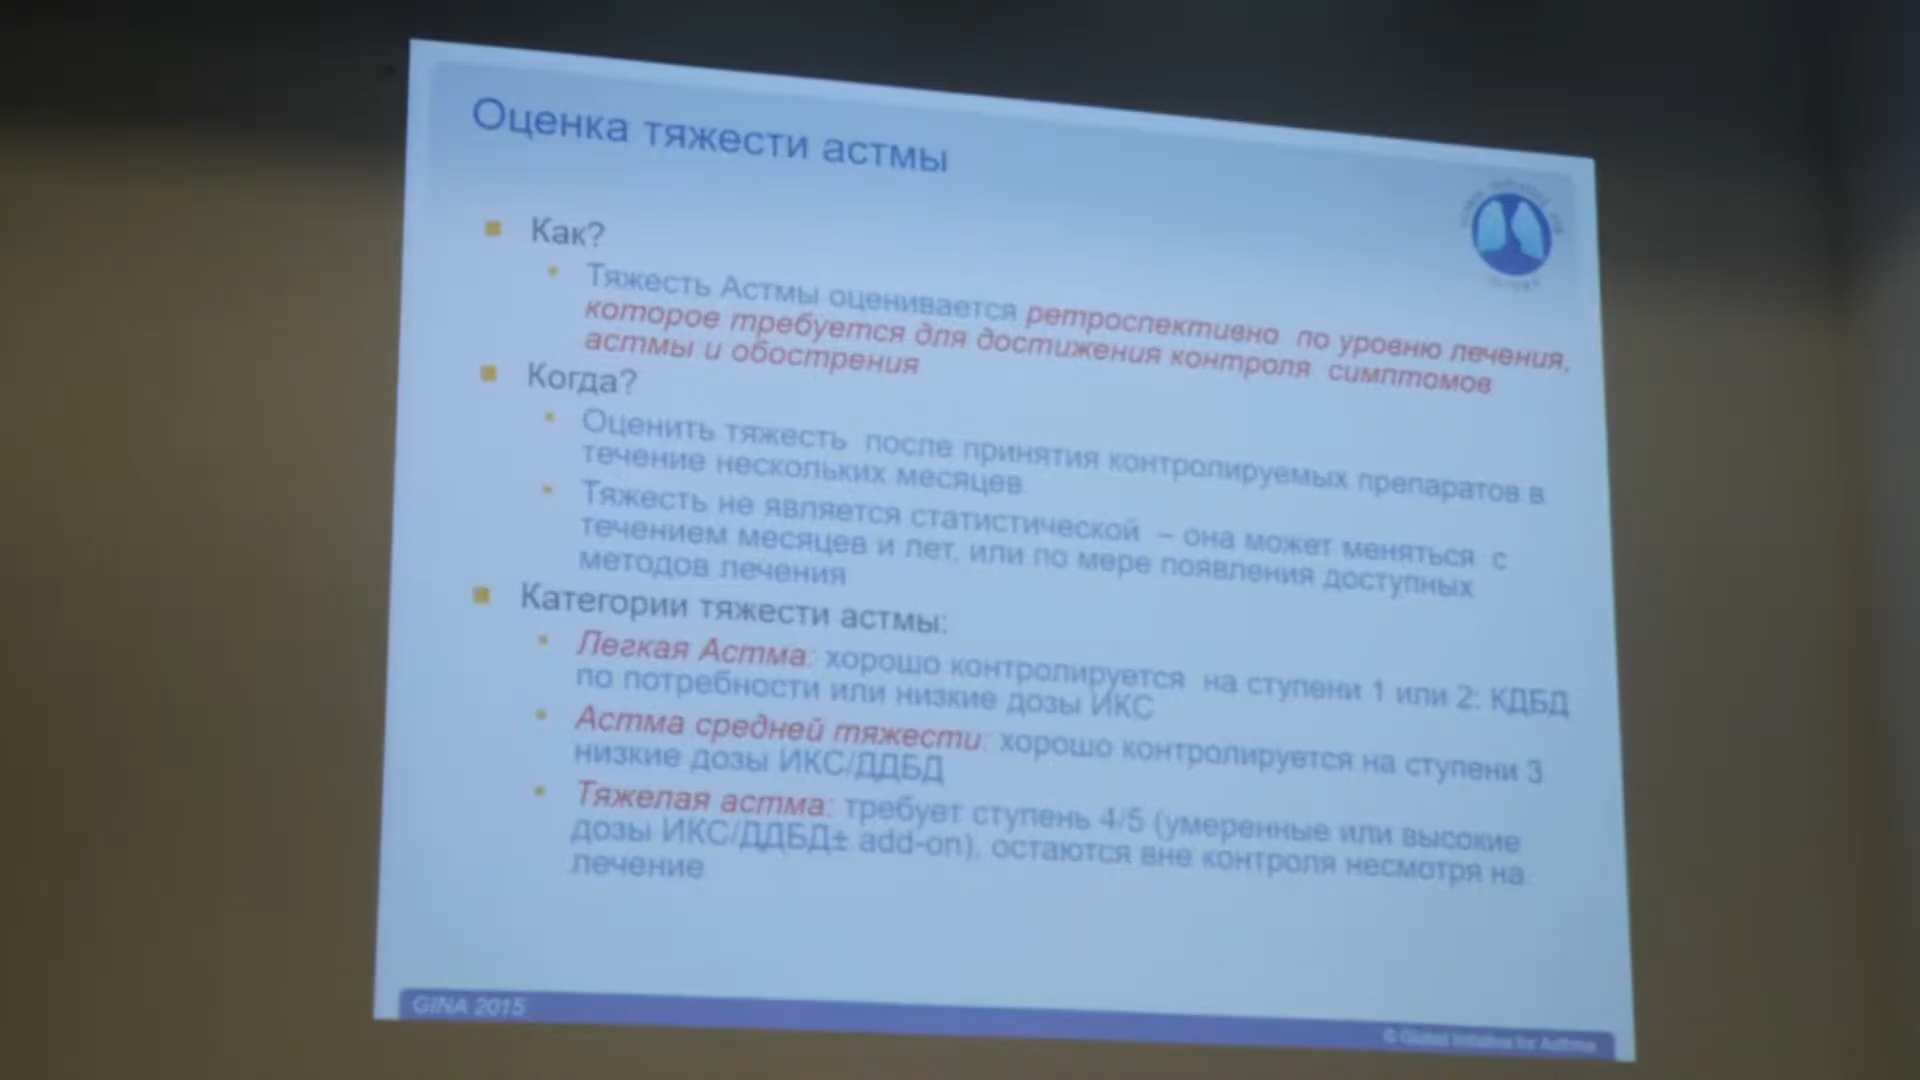 Оценка тяжести астмы
Как?
Тяжесть Астмы оценивается ретроспективно по уровню лечения,
которое требуется для достижения контроля симптомов
астмы и обострения
Когда?
Оценить тяжесть после принятия контролируемых препаратов в
течение нескольких месяцев
Тяжесть не является статистической – она может меняться с
течением месяцев и лет, или по мере появления доступных
методов лечения
Категории тяжести астмы:
Легкая Астма: хорошо контролируется на ступени 1 или 2: КДБД
по потребности или низкие дозы ИКС
Астма средней тяжести: хорошо контролируется на ступени 3
низкие дозы ИКС/ДДБД
Тяжелая астма: требует ступень 4/5 (умеренные или высокие
дозы ИКС/ДДБД± add-on), остаются вне контроля несмотря на
лечение
GINA 2015
© Global Initiative for Asthma